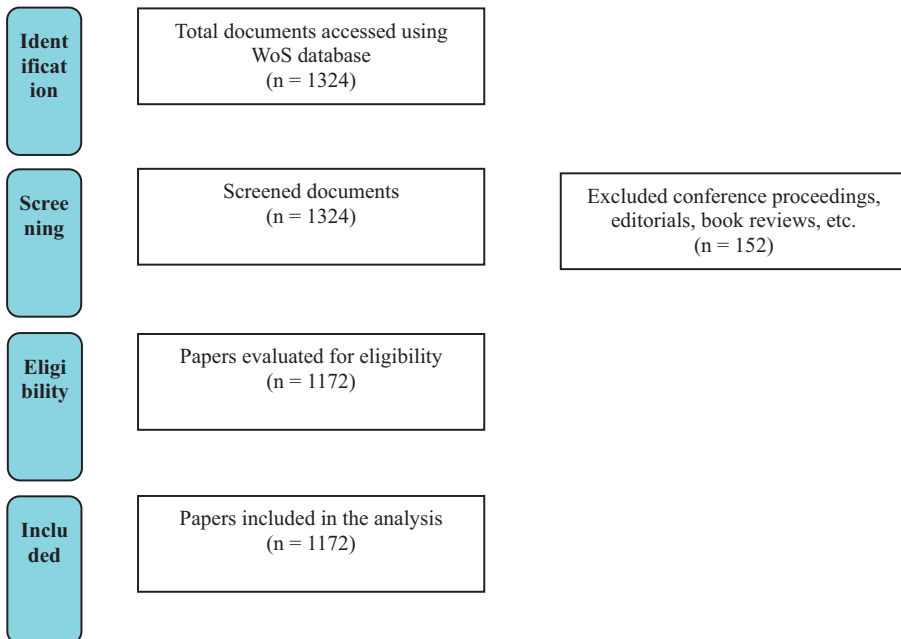 Ident
ificat
ion
Total documents accessed using
WoS database
(n = 1324)
Scree
ning
Screened documents
(n = 1324)
Excluded conference proceedings,
editorials, book reviews, etc.
(n = 152)
Eligi
bility
Papers evaluated for eligibility
(n = 1172)
Inclu
ded
Papers included in the analysis
(n = 1172)